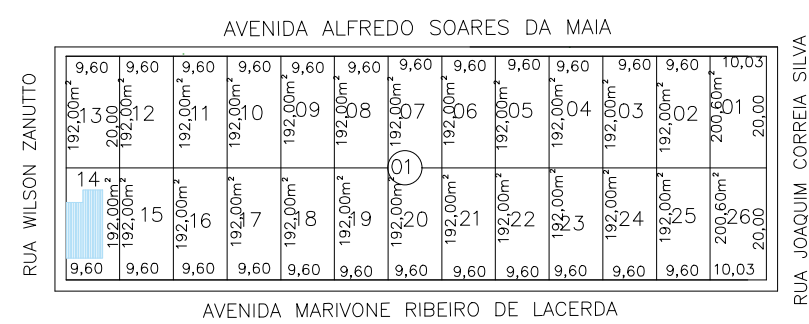 AVENIDA ALFREDO SOARES DA MAIA
RUA WILSON ZANUTTO
RUA JOAQUIM CORREIA SILVA
9,60 9,60 9,60 9,60 9,60 9,60 9,60 9,60 9,60 9,60 9,60 9,60 10,03
192,00m² 192,00m² 192,00m² 192,00m² 192,00m² 192,00m² 192,00m² 192,00m² 192,00m² 192,00m² 192,00m² 192,00m² 200,60m²
13 12 11 10 09 08 07 06 05 04 03 02 01
20,00 20,00
01
14 15 16 17 18 19 20 21 22 23 24 25 26
192,00m² 192,00m² 192,00m² 192,00m² 192,00m² 192,00m² 192,00m² 192,00m² 192,00m² 192,00m² 192,00m² 192,00m² 200,60m²
20,00
9,60 9,60 9,60 9,60 9,60 9,60 9,60 9,60 9,60 9,60 9,60 9,60 10,03
AVENIDA MARIVONE RIBEIRO DE LACERDA